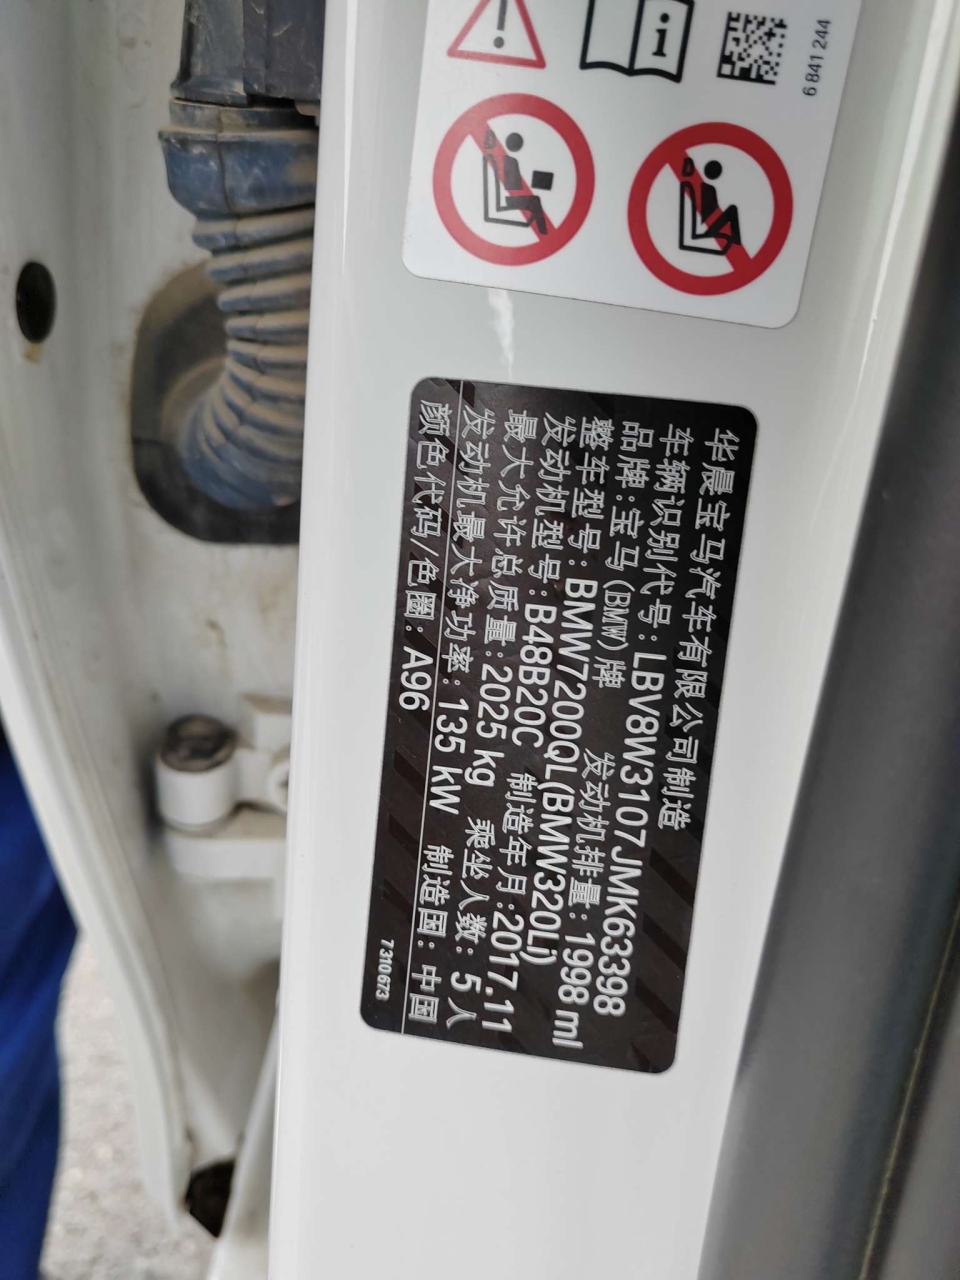 6 841 244
华晨宝马汽车有限公司制造
车辆识别代号:LBV8W3107JMK63398
品牌:宝马(BMW)牌 发动机排量:1998 ml
整车型号:BMW7200QL(BMW320Li)
发动机型号:B48B20C 制造年月:2017.11
最大允许总质量:2025 kg 乘坐人数:5人
发动机最大净功率:135 kW 制造国:中国
颜色代码/色圈:A96
7310673